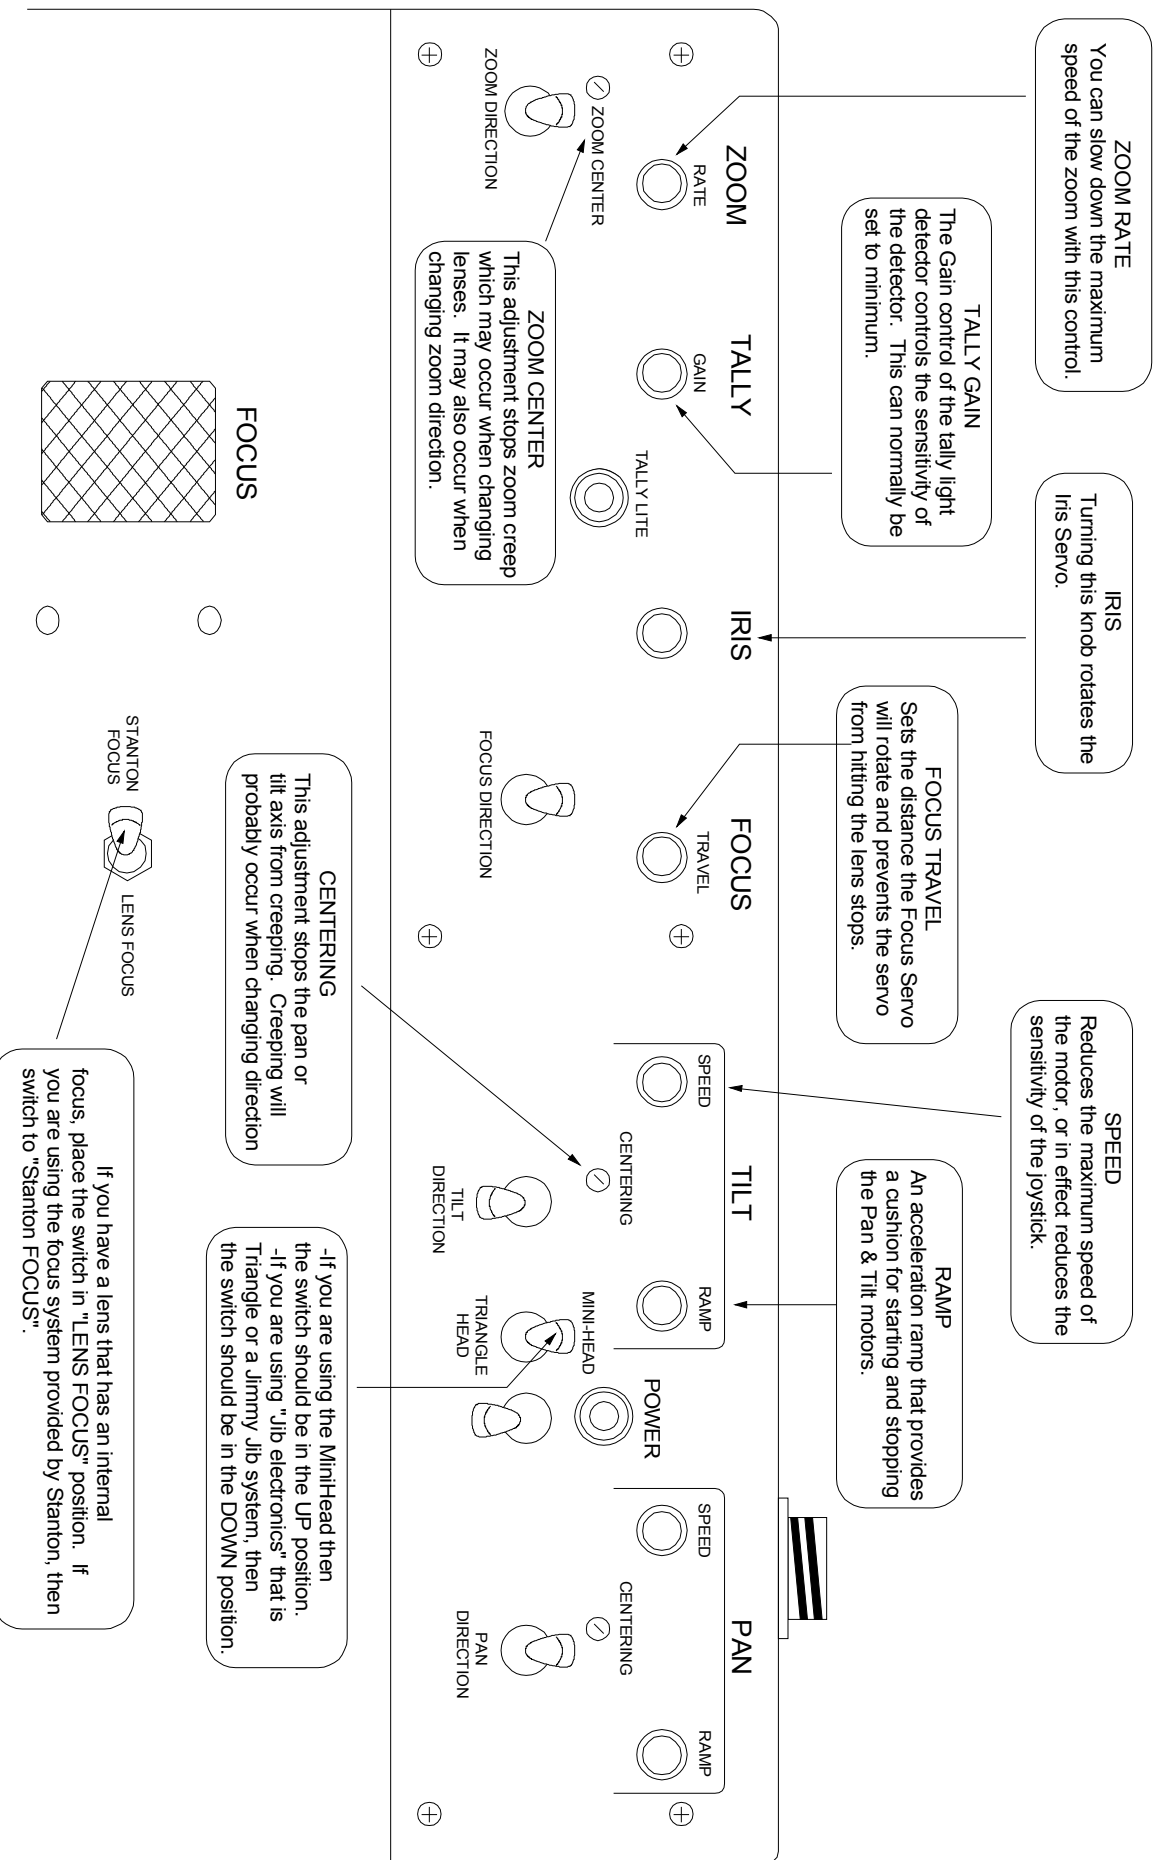 ZOOM RATE
You can slow down the maximum
speed of the zoom with this control.
TALLY GAIN
The Gain control of the tally light
detector controls the sensitivity of
the detector.  This can normally be
set to minimum.
IRIS
Turning this knob rotates the
Iris Servo.
FOCUS TRAVEL
Sets the distance the Focus Servo
will rotate and prevents the servo
from hitting the lens stops.
SPEED
Reduces the maximum speed of
the motor, or in effect reduces the
sensitivity of the joystick.
RAMP
An acceleration ramp that provides
a cushion for starting and stopping
the Pan & Tilt motors.
ZOOM
RATE
ZOOM CENTER
ZOOM DIRECTION
TALLY
GAIN
TALLY LITE
IRIS
FOCUS
TRAVEL
FOCUS DIRECTION
TILT
SPEED
RAMP
CENTERING
TILT
DIRECTION
MINI-HEAD
TRIANGLE
HEAD
POWER
PAN
SPEED
RAMP
CENTERING
PAN
DIRECTION
ZOOM CENTER
This adjustment stops zoom creep
which may occur when changing
lenses.  It may also occur when
changing zoom direction.
CENTERING
This adjustment stops the pan or
tilt axis from creeping.  Creeping will
probably occur when changing direction
-If you are using the MiniHead then
the switch should be in the UP position.
-If you are using "Jib electronics" that is
Triangle or a Jimmy Jib system, then
the switch should be in the DOWN position.
FOCUS
STANTON
FOCUS
LENS FOCUS
If you have a lens that has an internal
focus, place the switch in "LENS FOCUS" position.  If
you are using the focus system provided by Stanton, then
switch to "Stanton FOCUS".